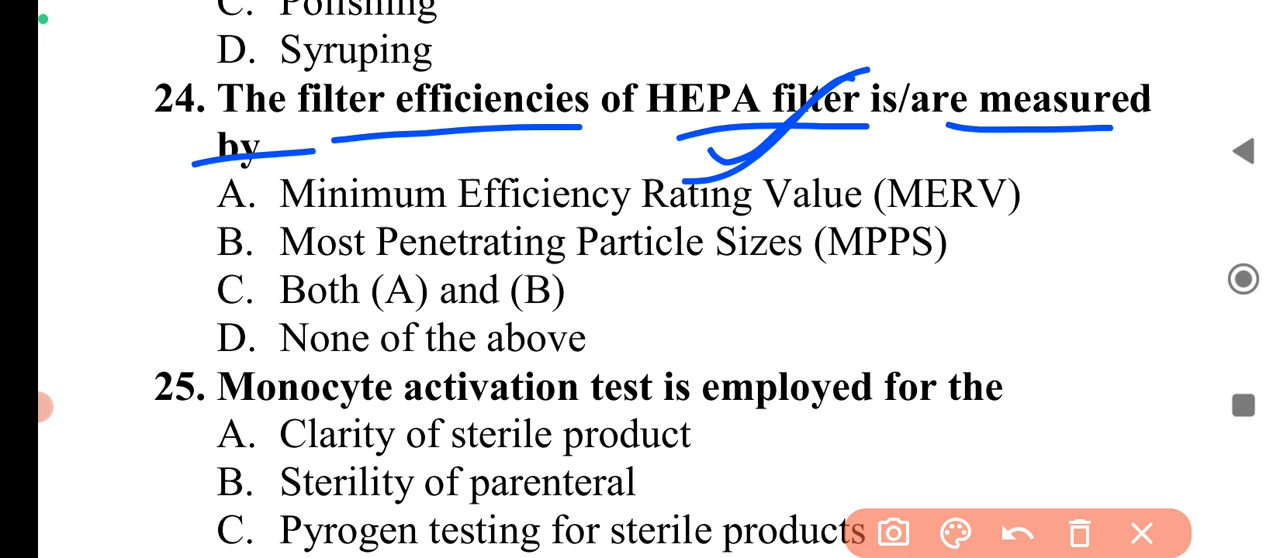 C. Polishing
D. Syruping
24. The filter efficiencies of HEPA filter is/are measured
by
A. Minimum Efficiency Rating Value (MERV)
B. Most Penetrating Particle Sizes (MPPS)
C. Both (A) and (B)
D. None of the above
25. Monocyte activation test is employed for the
A. Clarity of sterile product
B. Sterility of parenteral
C. Pyrogen testing for sterile products